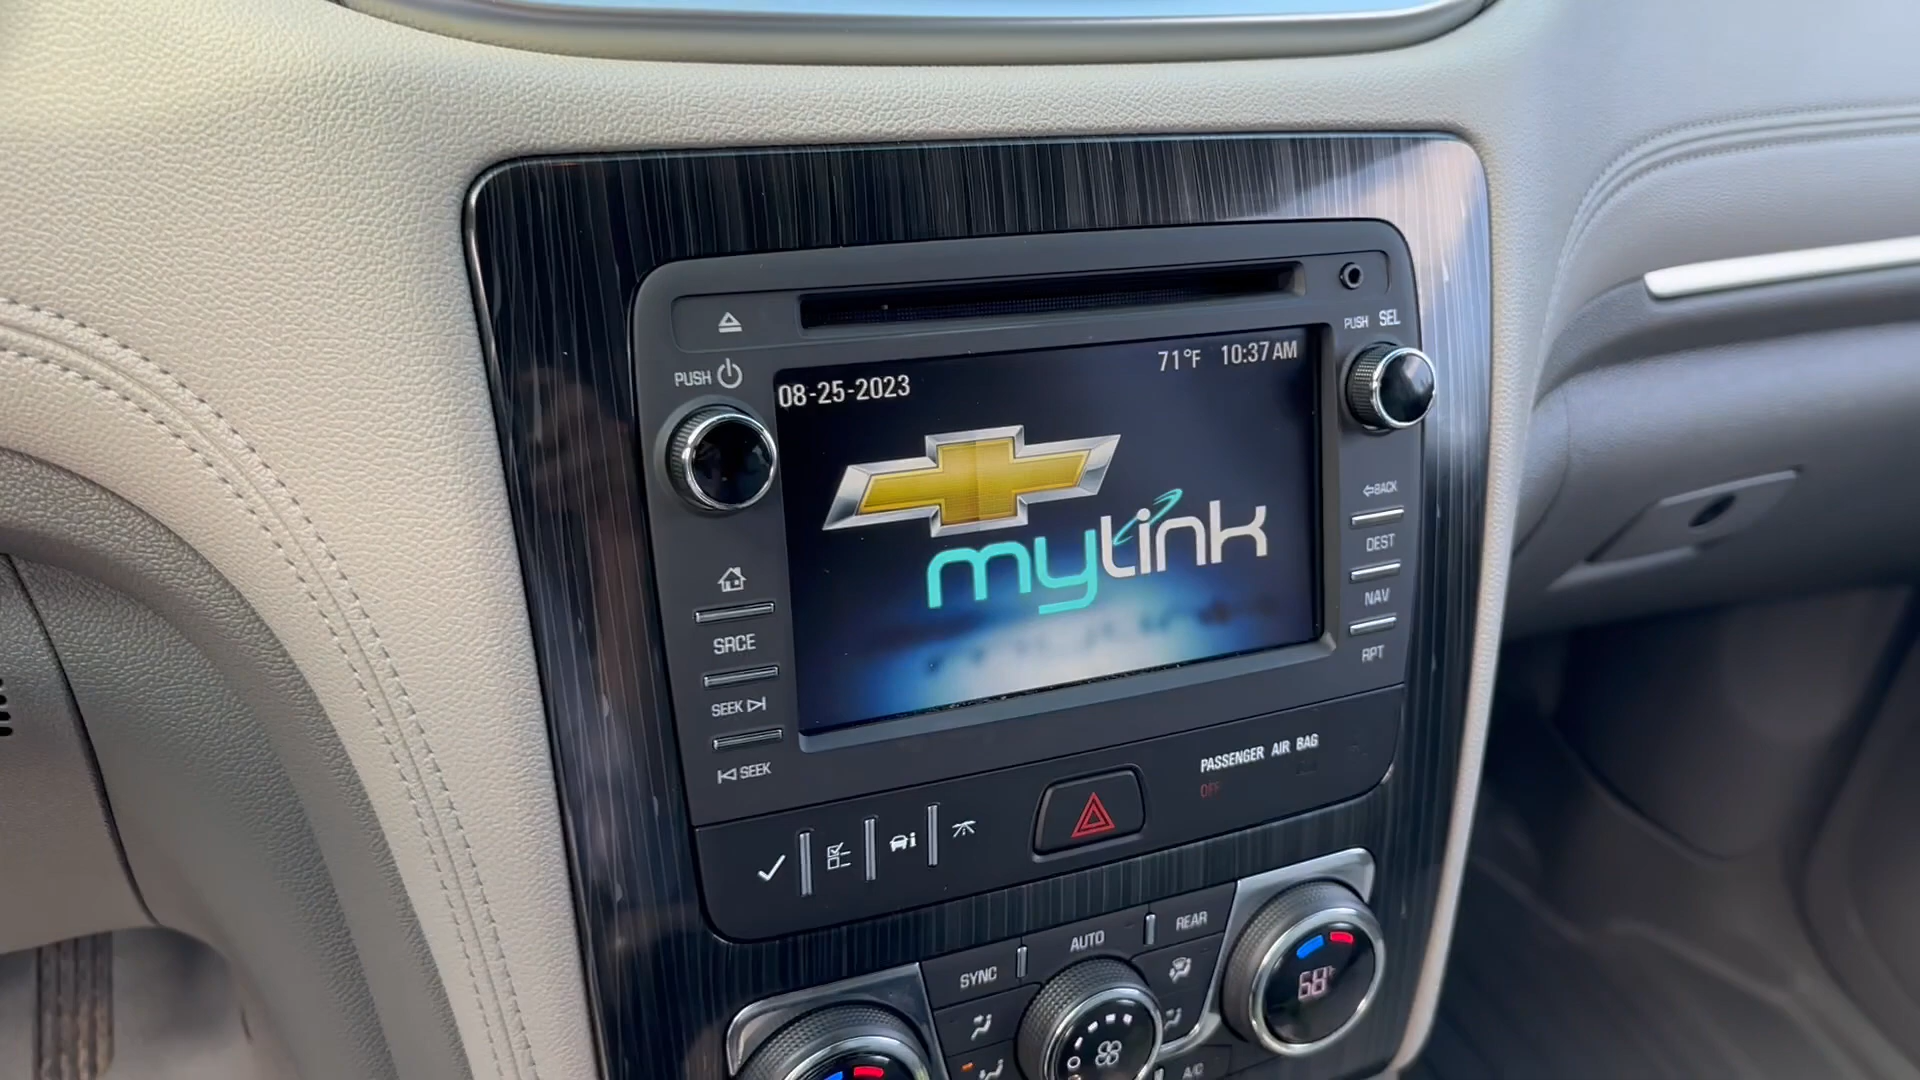 PUSH SEL
PUSH
08-25-2023
71°F 10:37 AM
mylink
BACK
DEST
NAV
RPT
SRCE
SEEK
SEEK
PASSENGER AIR BAG
OFF
SYNC
AUTO
REAR
68°
A/C